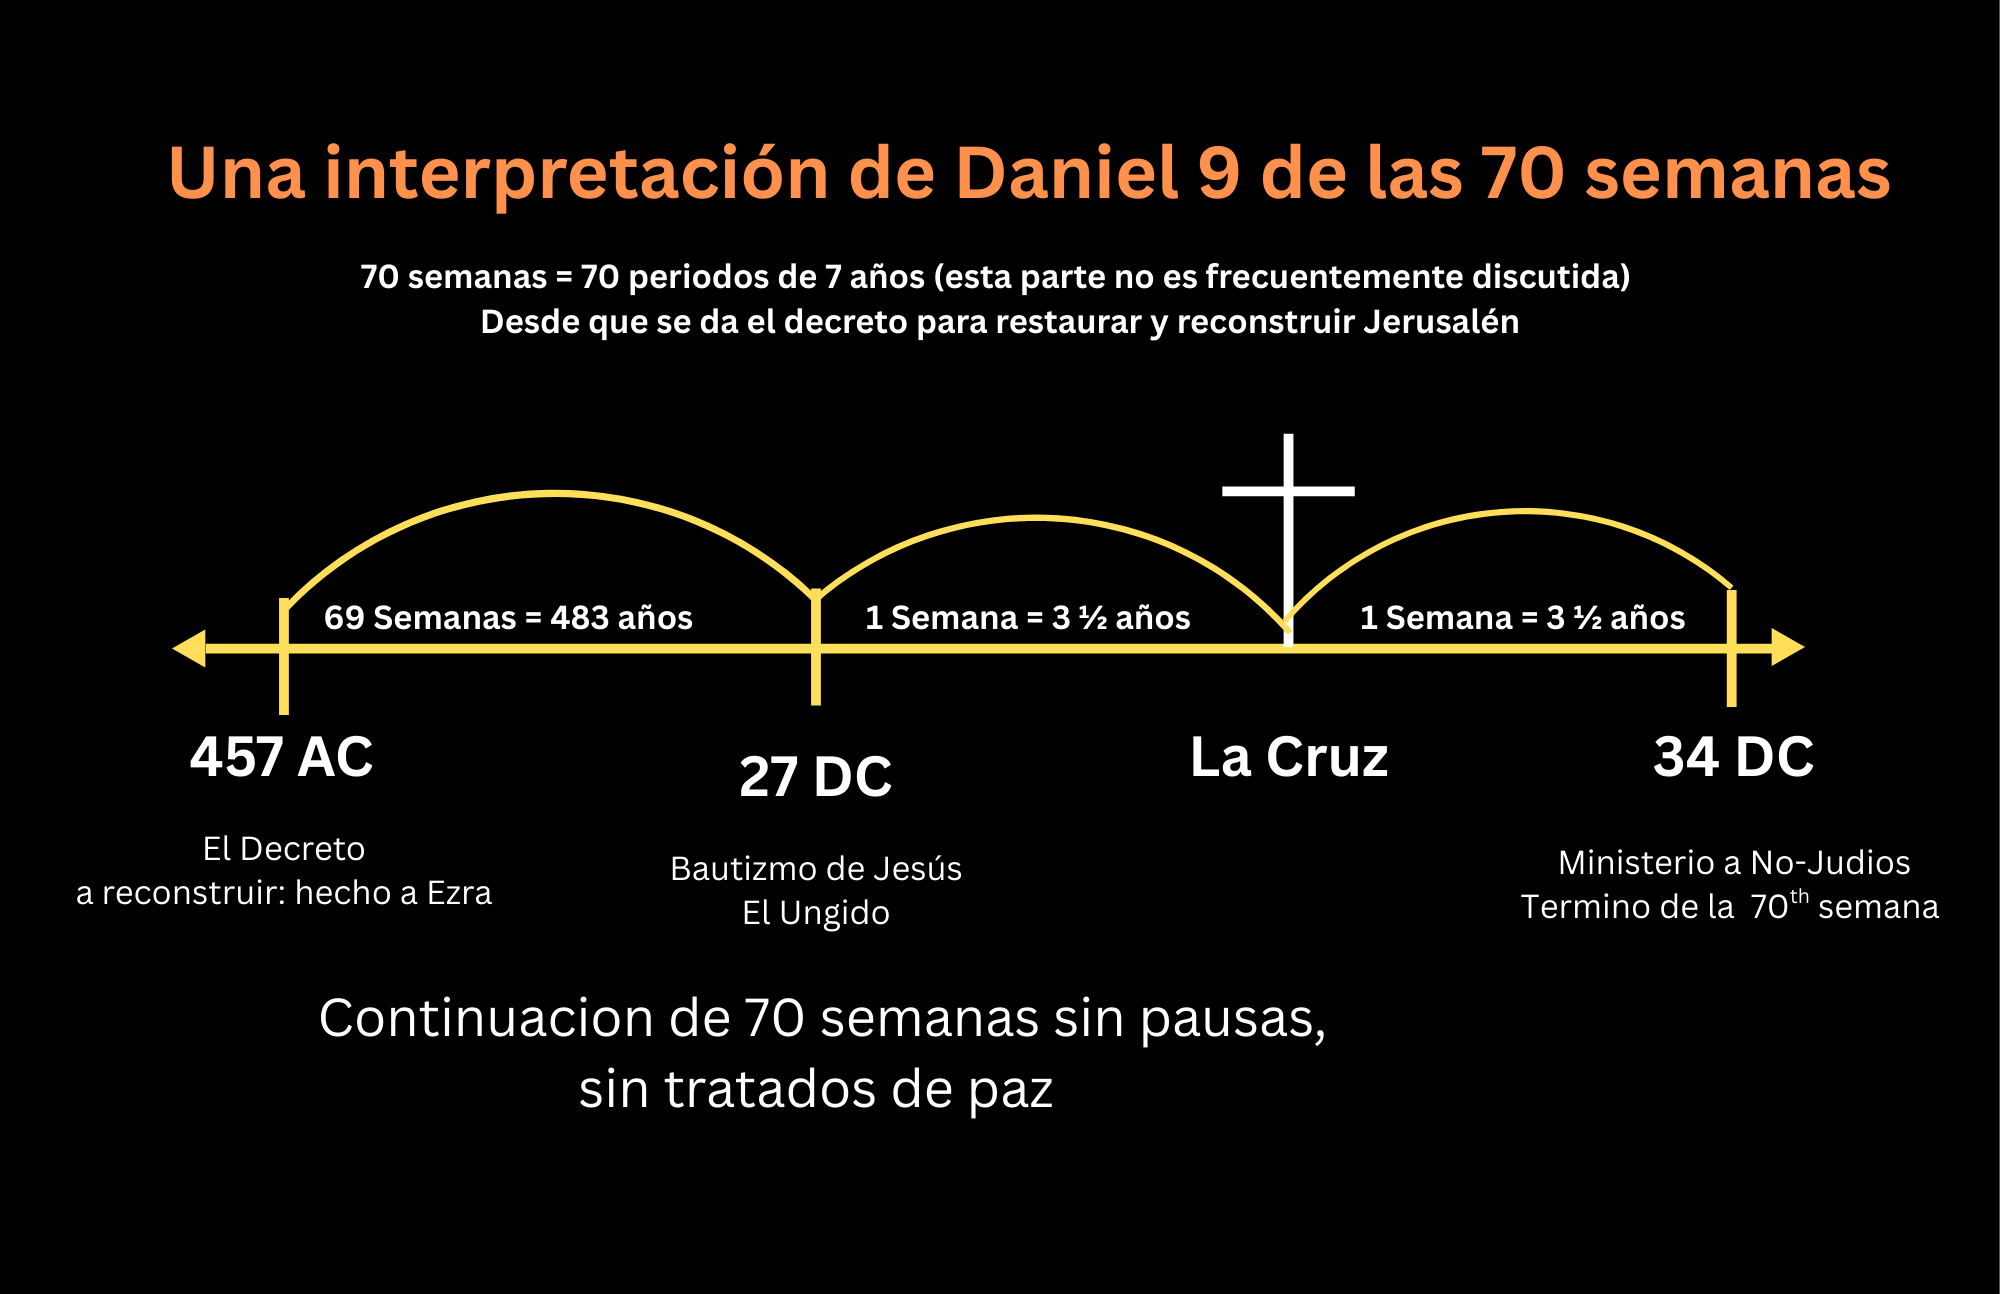 Una interpretación de Daniel 9 de las 70 semanas
70 semanas = 70 periodos de 7 años (esta parte no es frecuentemente discutida)
Desde que se da el decreto para restaurar y reconstruir Jerusalén
69 Semanas = 483 años
1 Semana = 3 ½ años
1 Semana = 3 ½ años
457 AC
27 DC
La Cruz
34 DC
El Decreto
a reconstruir: hecho a Ezra
Bautizmo de Jesús
El Ungido
Ministerio a No-Judios
Termino de la 70th semana
Continuacion de 70 semanas sin pausas,
sin tratados de paz